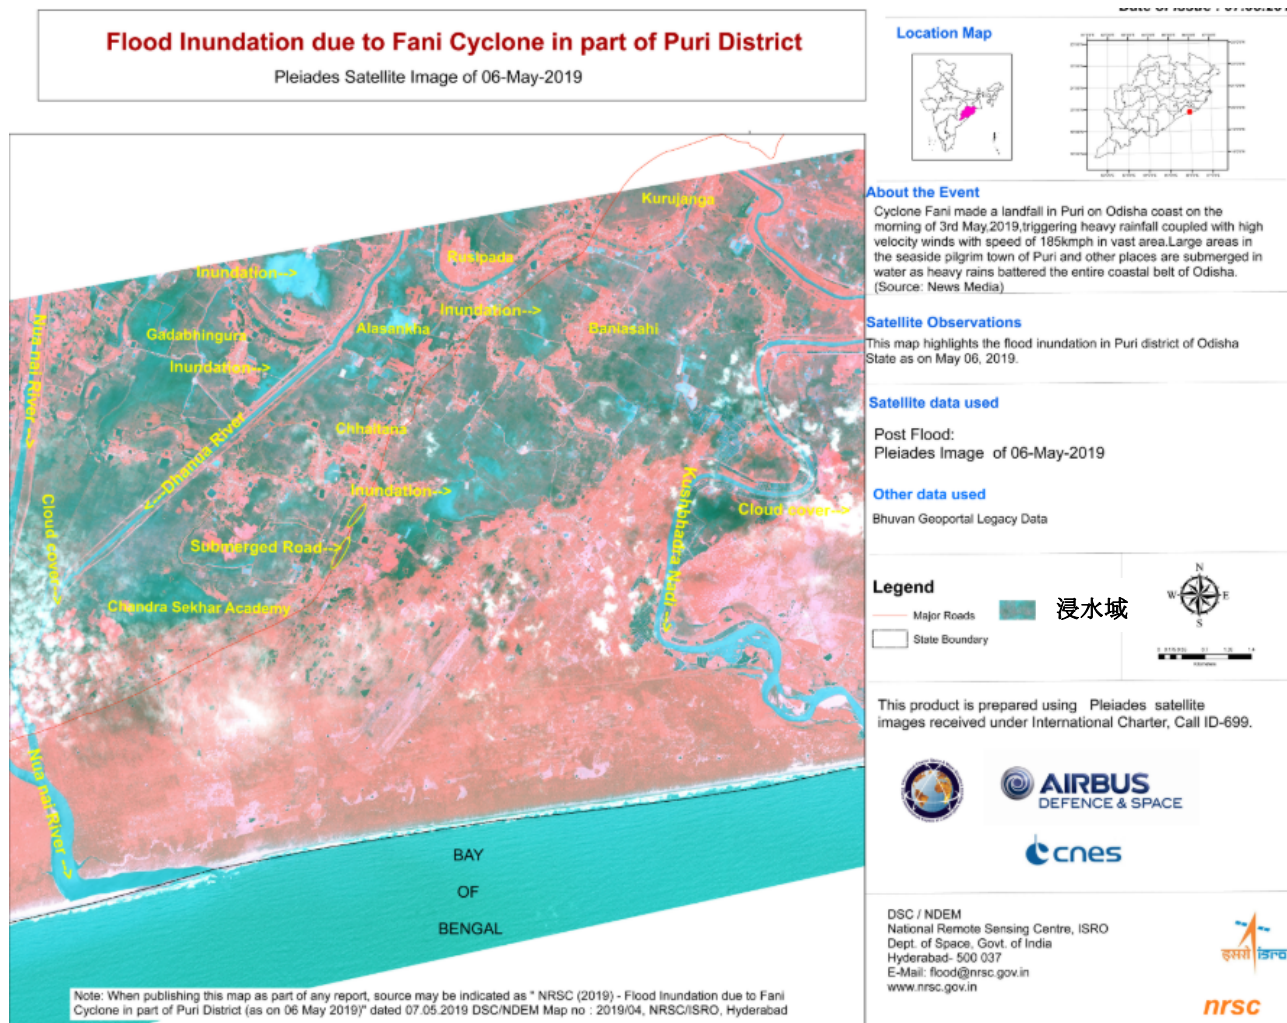 Flood Inundation due to Fani Cyclone in part of Puri District
Pleiades Satellite Image of 06-May-2019
Kurujanga
Rusipada
Inundation-->
Inundation-->
Gadabhingura
Alasankha
Baniasahi
Inundation-->
Nua nai River -->
Chhaitana
<---Dhanua River
Inundation-->
Kushbhadra Nadi -->
Cloud cover-->
Cloud cover-->
Submerged Road-->
Chandra Sekhar Academy
Nua nai River -->
BAY
OF
BENGAL
Note: When publishing this map as part of any report, source may be indicated as " NRSC (2019) - Flood Inundation due to Fani
Cyclone in part of Puri District (as on 06 May 2019)" dated 07.05.2019 DSC/NDEM Map no : 2019/04, NRSC/ISRO, Hyderabad
Date of Issue : 07.05.201
Location Map
About the Event
Cyclone Fani made a landfall in Puri on Odisha coast on the
morning of 3rd May,2019,triggering heavy rainfall coupled with high
velocity winds with speed of 185kmph in vast area.Large areas in
the seaside pilgrim town of Puri and other places are submerged in
water as heavy rains battered the entire coastal belt of Odisha.
(Source: News Media)
Satellite Observations
This map highlights the flood inundation in Puri district of Odisha
State as on May 06, 2019.
Satellite data used
Post Flood:
Pleiades Image of 06-May-2019
Other data used
Bhuvan Geoportal Legacy Data
Legend
Major Roads
State Boundary
浸水域
N
W
E
S
Kilometers
This product is prepared using Pleiades satellite
images received under International Charter, Call ID-699.
AIRBUS
DEFENCE & SPACE
cnes
DSC / NDEM
National Remote Sensing Centre, ISRO
Dept. of Space, Govt. of India
Hyderabad- 500 037
E-Mail: flood@nrsc.gov.in
www.nrsc.gov.in
इसरो isro
nrsc